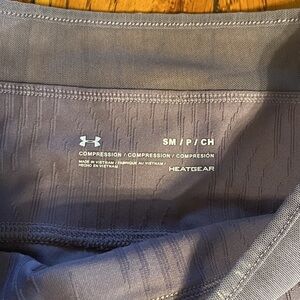 SM / P / CH
COMPRESSION / COMPRESSION / COMPRESIÓN
MADE IN VIETNAM / FABRIQUÉ AU VIETNAM /
HECHO EN VIETNAM
HEATGEAR